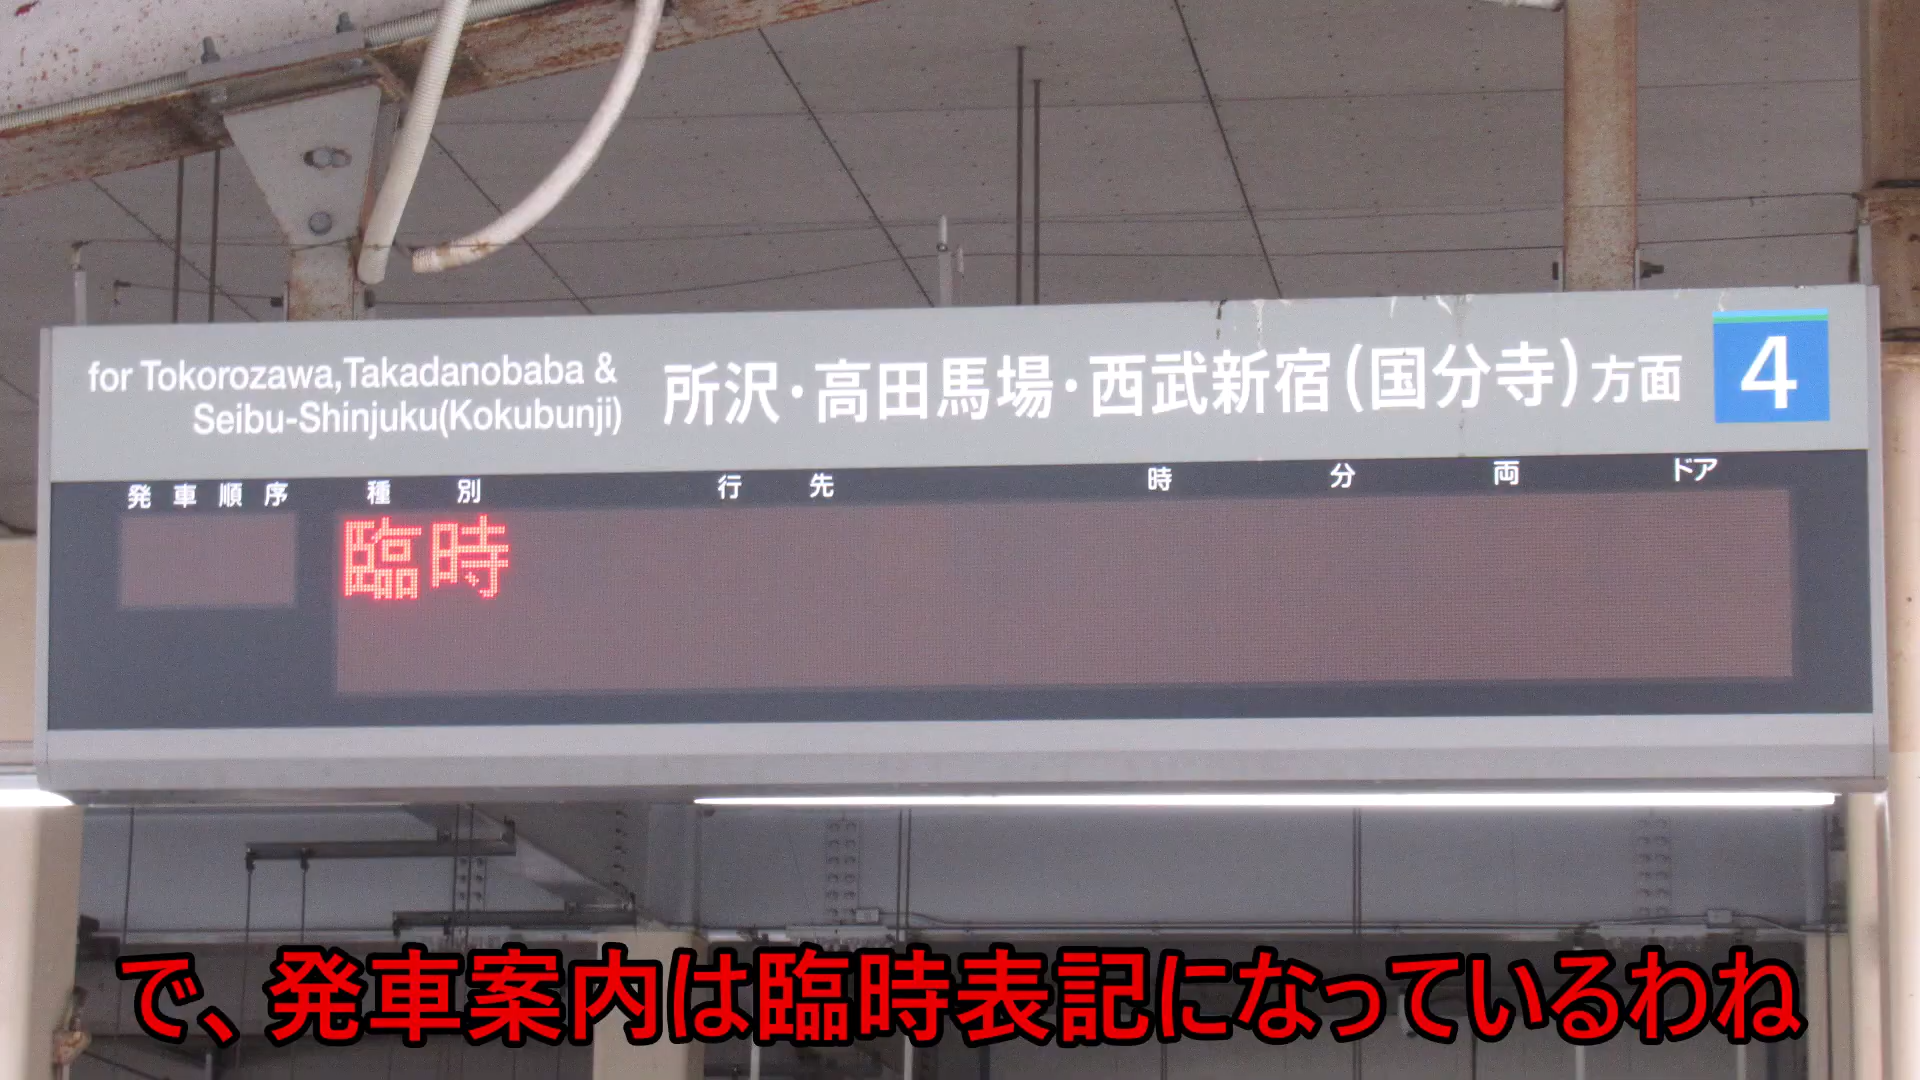 for Tokorozawa,Takadanobaba &
Seibu-Shinjuku(Kokubunji)
所沢・高田馬場・西武新宿(国分寺)方面
4
発車順序 種別 行先 時 分 両 ドア
臨時
で、発車案内は臨時表記になっているわね